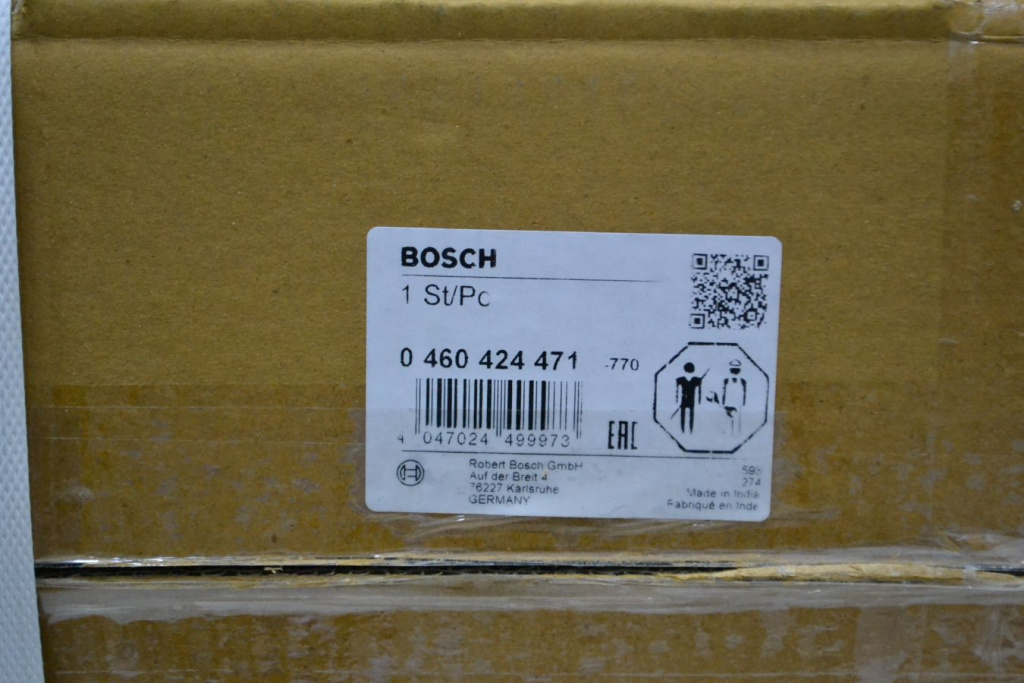 BOSCH
1 St/Pc
0 460 424 471 -770
4 047024 499973
EAC
Robert Bosch GmbH
Auf der Breit 4
76227 Karlsruhe
GERMANY
593
274
Made in India
Fabriqué en Inde